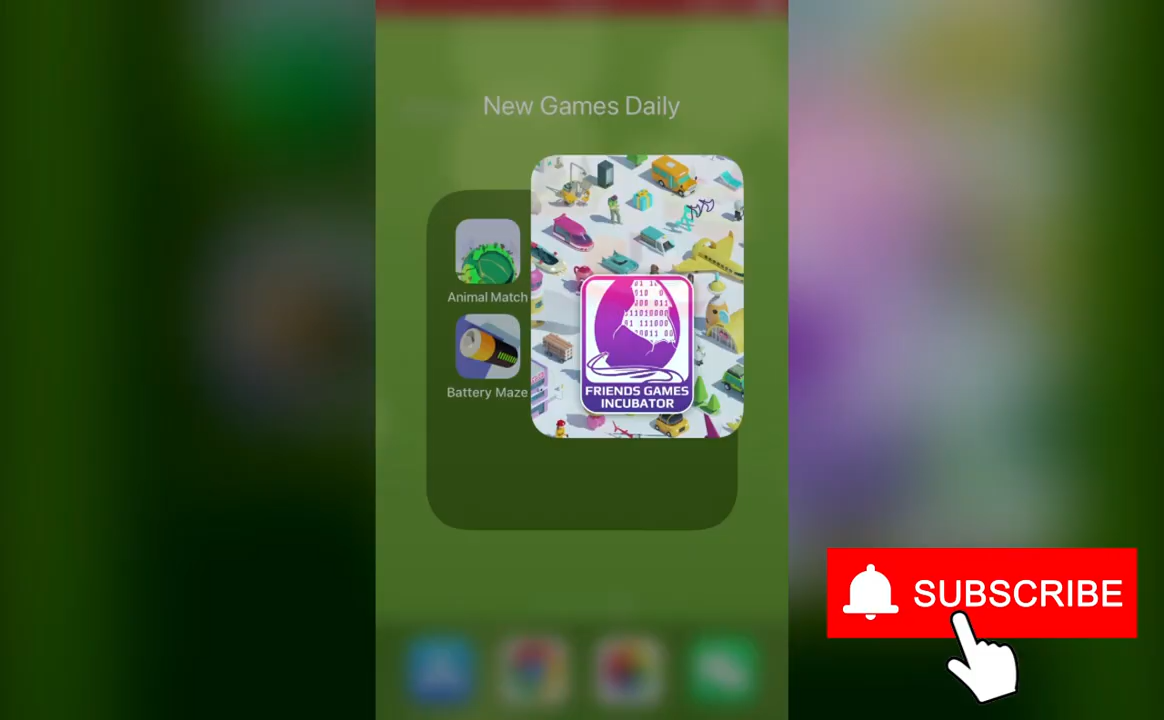 New Games Daily
Animal Match
Battery Maze
FRIENDS GAMES
INCUBATOR
SUBSCRIBE